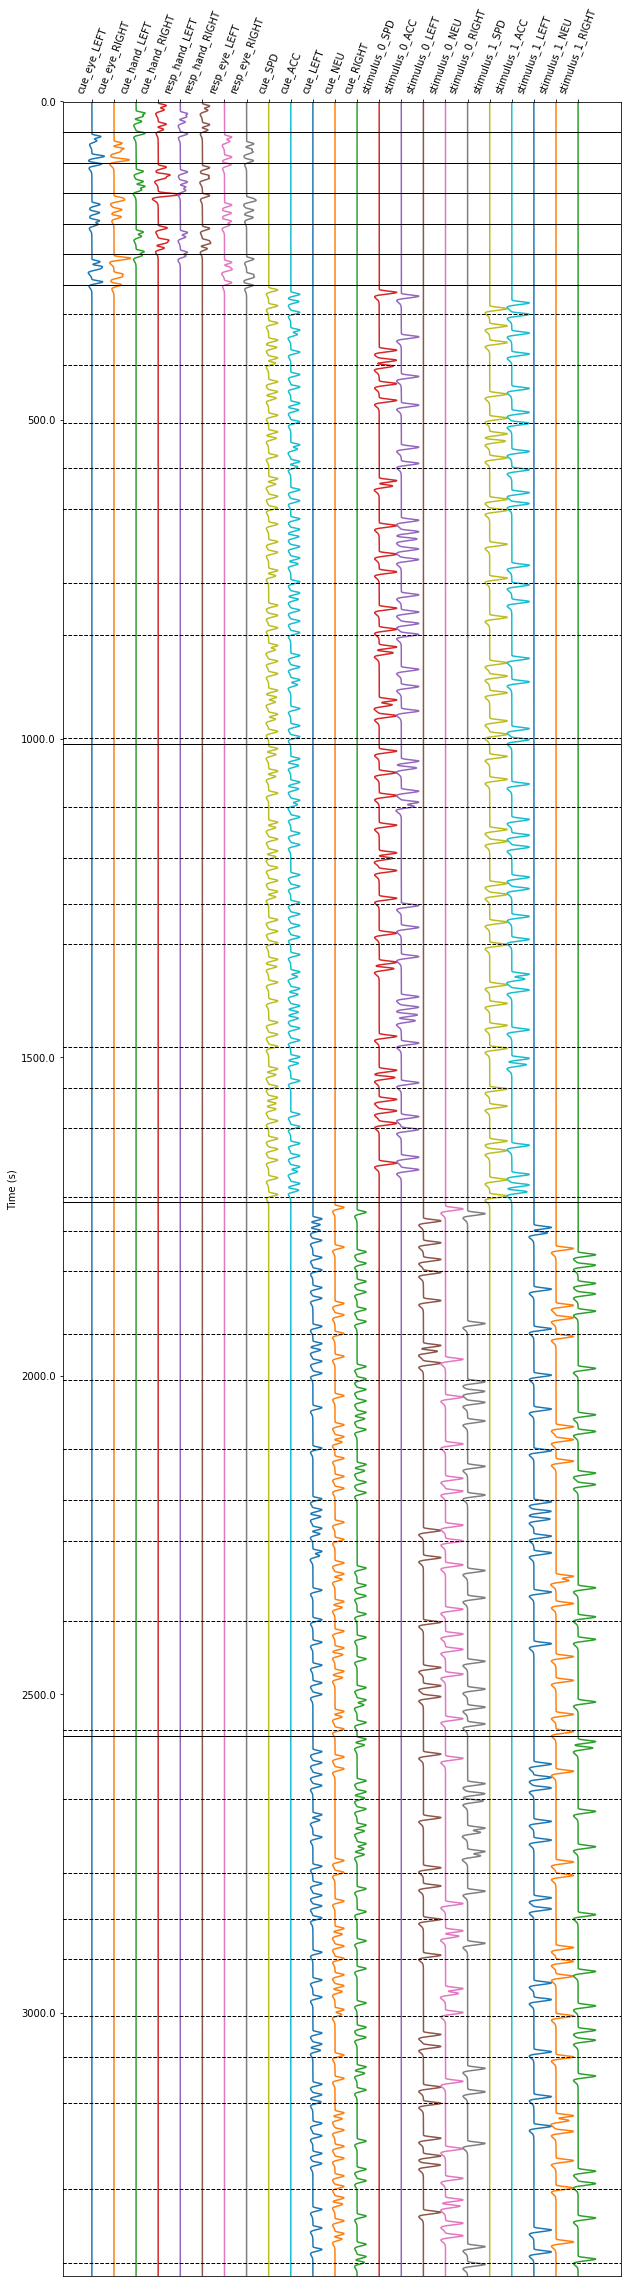 cue_eye_LEFT
cue_eye_RIGHT
cue_hand_LEFT
cue_hand_RIGHT
resp_hand_LEFT
resp_hand_RIGHT
resp_eye_LEFT
resp_eye_RIGHT
cue_SPD
cue_ACC
cue_LEFT
cue_NEU
cue_RIGHT
stimulus_0_SPD
stimulus_0_ACC
stimulus_0_LEFT
stimulus_0_NEU
stimulus_0_RIGHT
stimulus_1_SPD
stimulus_1_ACC
stimulus_1_LEFT
stimulus_1_NEU
stimulus_1_RIGHT
0.0
500.0
1000.0
1500.0
Time (s)
2000.0
2500.0
3000.0